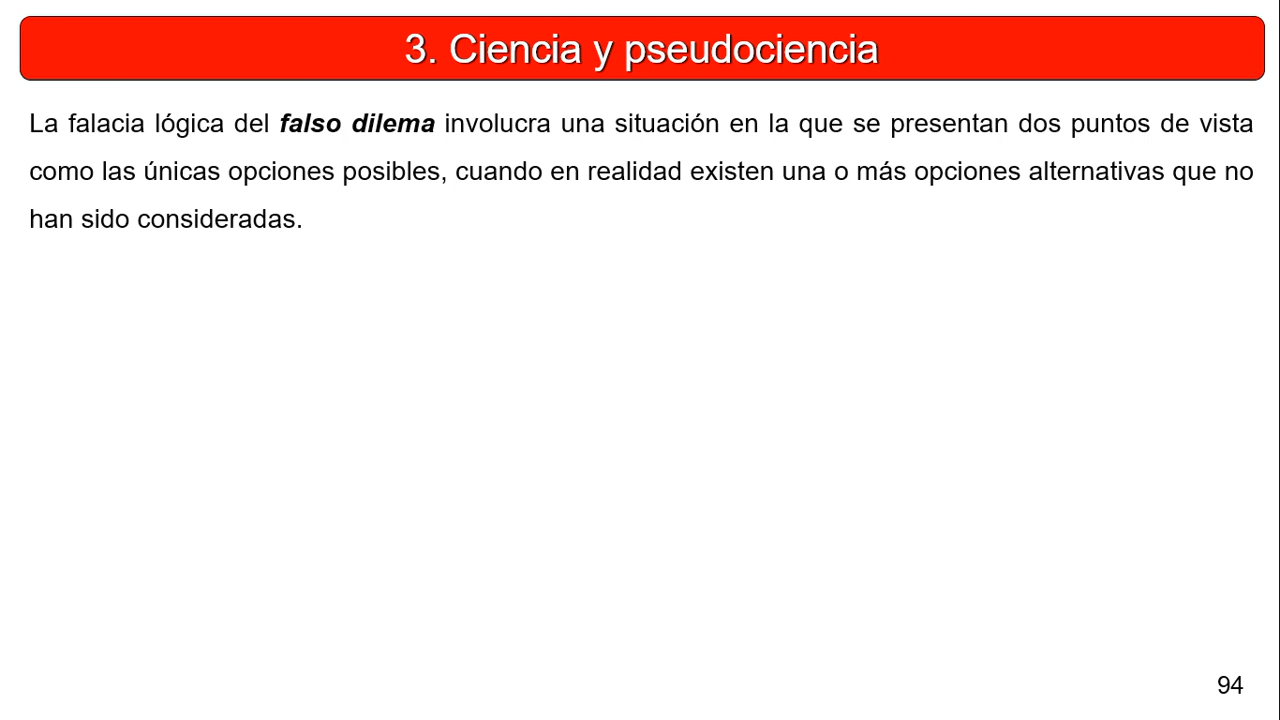 3. Ciencia y pseudociencia
La falacia lógica del falso dilema involucra una situación en la que se presentan dos puntos de vista
como las únicas opciones posibles, cuando en realidad existen una o más opciones alternativas que no
han sido consideradas.
94